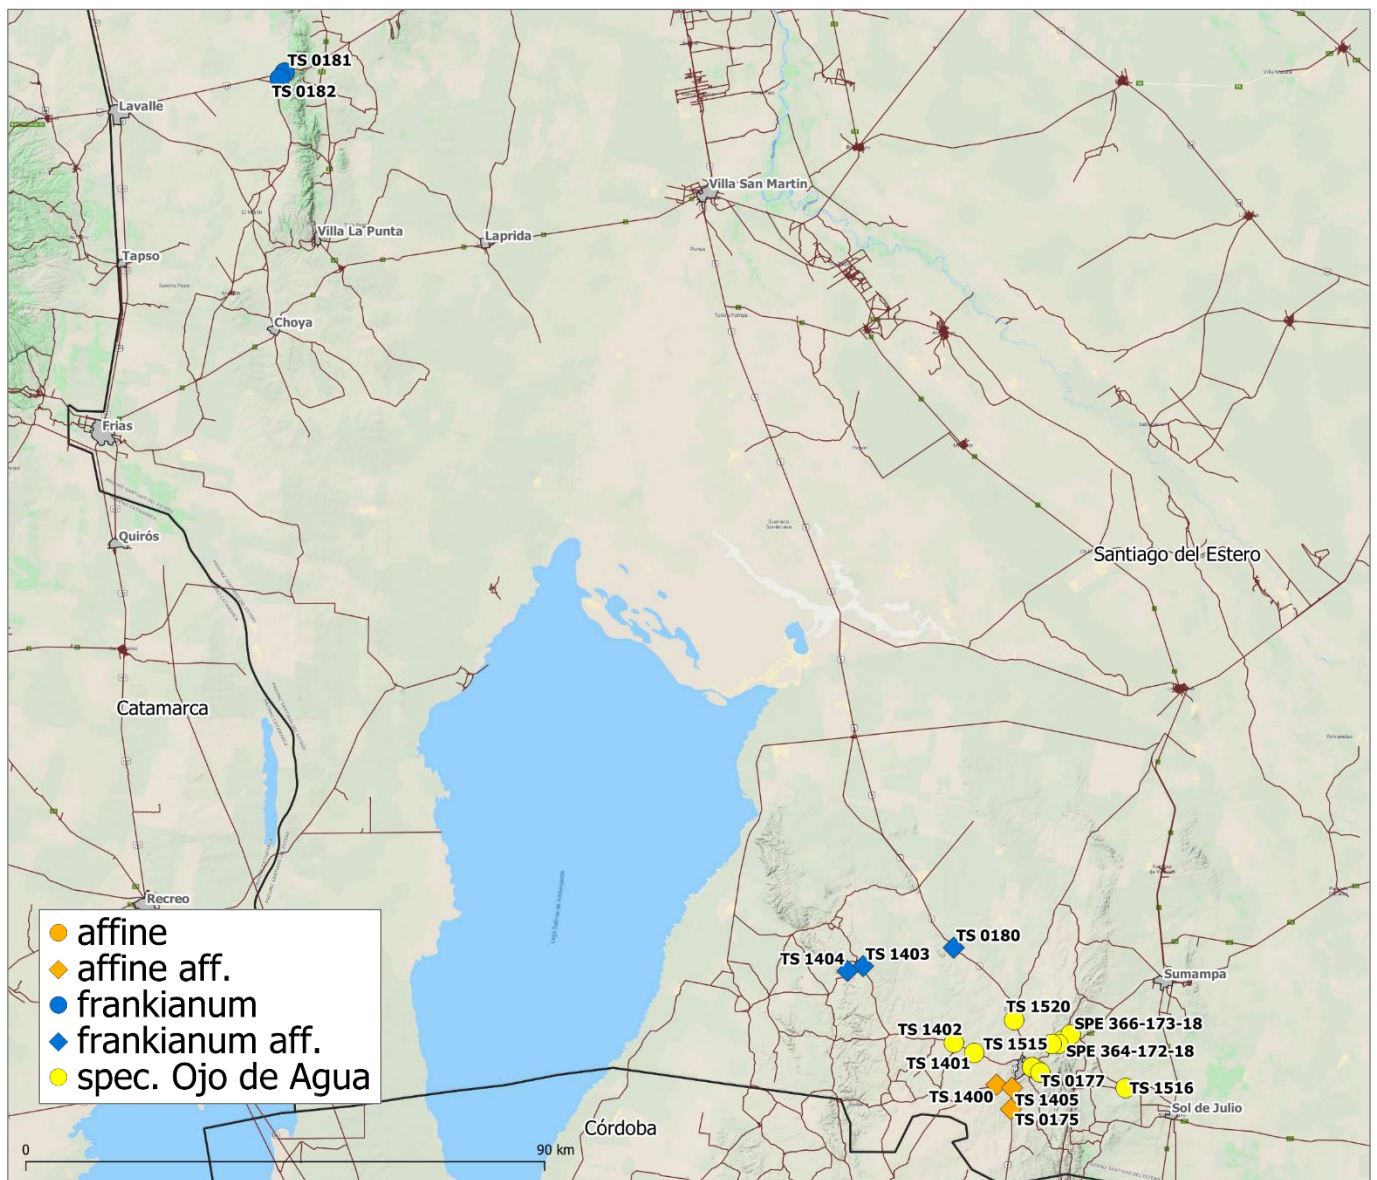 TS 0181
TS 0182
Lavalle
Villa San Martin
Villa La Punta
Laprida
Tapso
Choya
Frias
Quirós
Santiago del Estero
Catamarca
Recreo
affine
affine aff.
frankianum
frankianum aff.
spec. Ojo de Agua
TS 0180
TS 1403
TS 1404
Sumampa
TS 1520
SPE 366-173-18
TS 1402
TS 1515
SPE 364-172-18
TS 1401
TS 0177
TS 1516
TS 1400
TS 1405
Sol de Julio
TS 0175
Córdoba
0
90 km